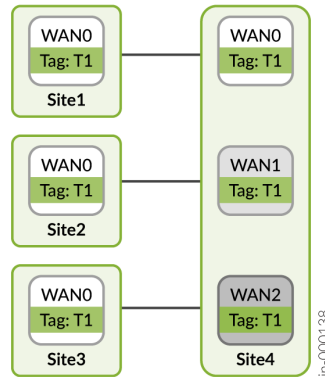 WAN0
Tag: T1
Site1
WAN0
Tag: T1
Site2
WAN0
Tag: T1
Site3
WAN0
Tag: T1
WAN1
Tag: T1
WAN2
Tag: T1
Site4
jn-000138